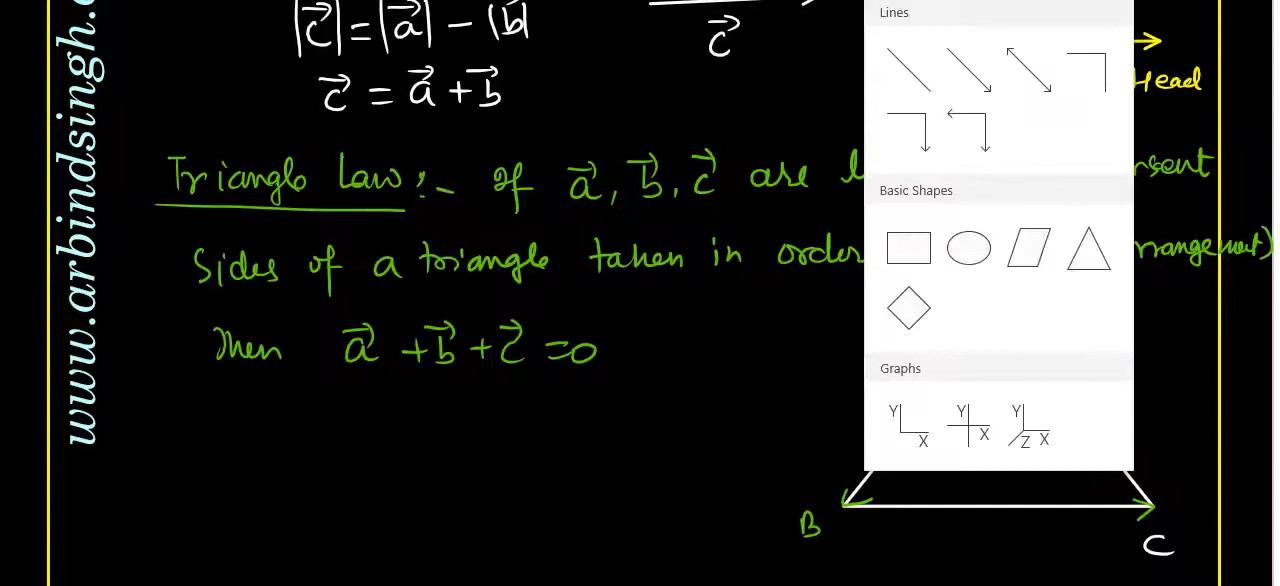 www.arbindsingh.
|c⃗| = |a⃗| - |b|
c⃗
c⃗ = a⃗ + b⃗
Head
Triangle Law :- If a⃗, b⃗, c⃗ are
Sides of a triangle taken in order
Then a⃗ + b⃗ + c⃗ = 0
Lines
Basic Shapes
Graphs
Y X Y X Y Z X
B
C